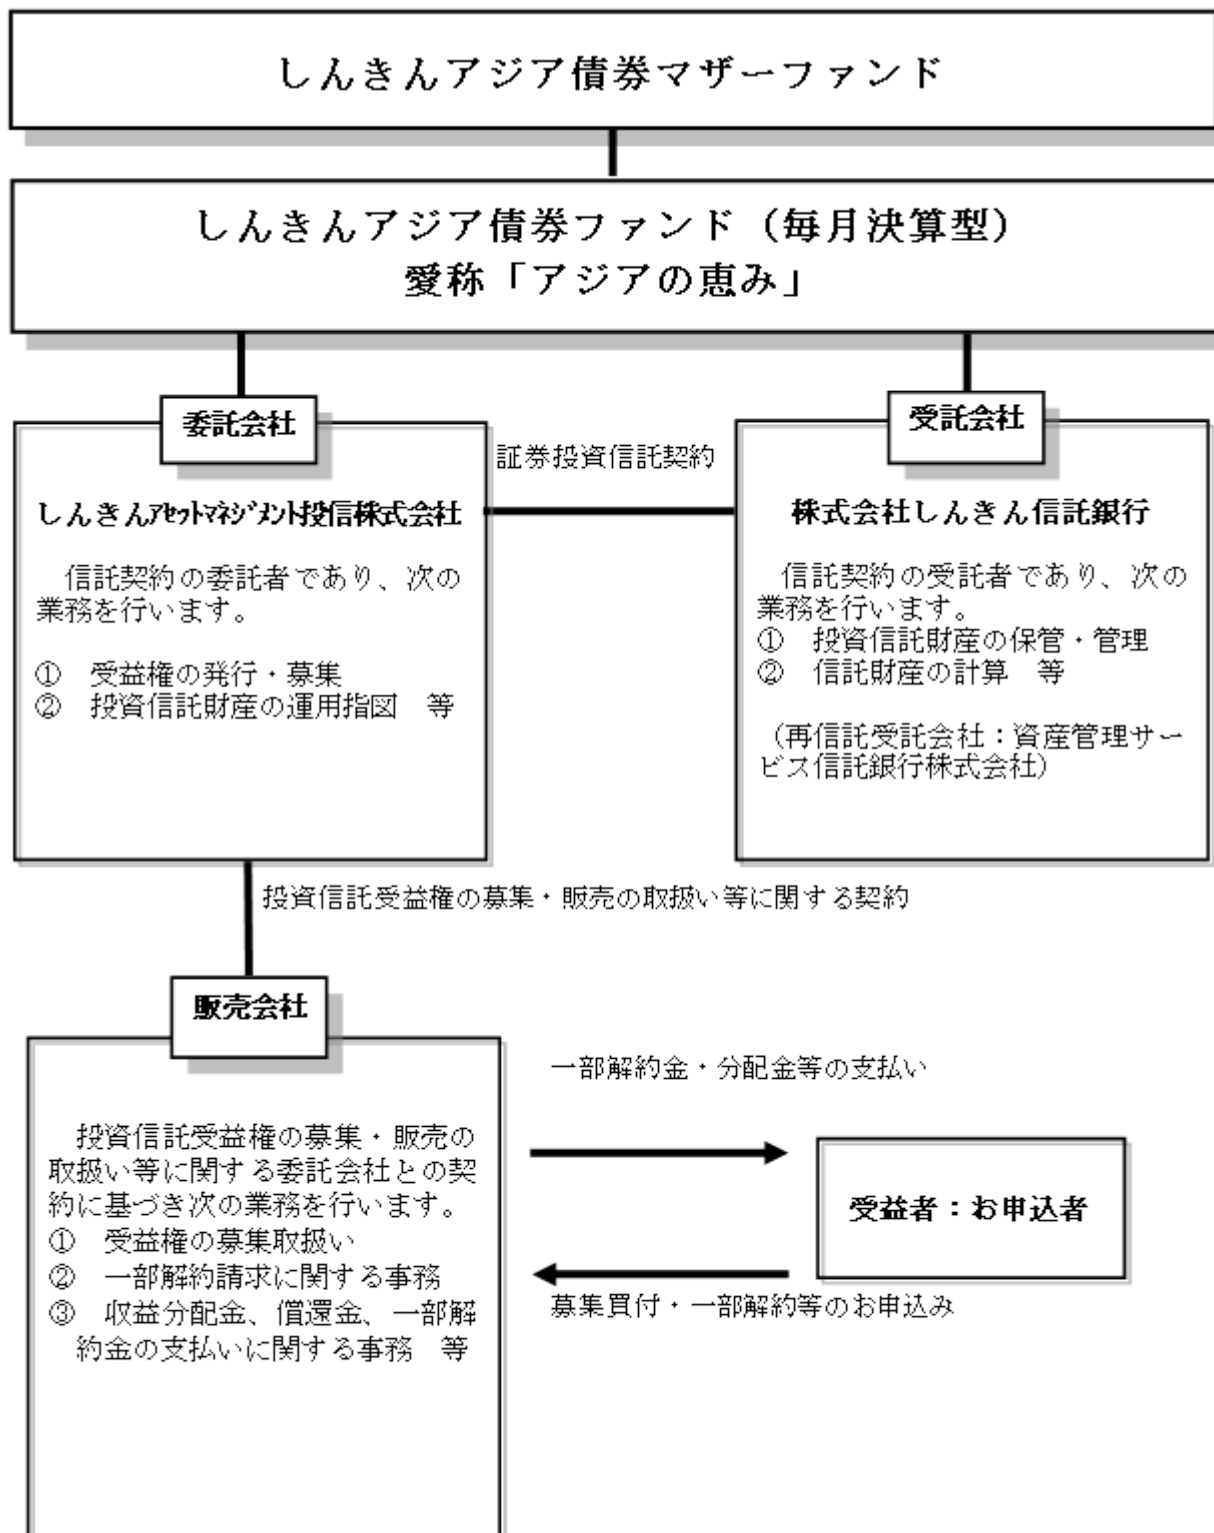 しんきんアジア債券マザーファンド
しんきんアジア債券ファンド（毎月決算型）
愛称「アジアの恵み」
委託会社
受託会社
証券投資信託契約
しんきんｱｾｯﾄﾏﾈｼﾞﾒﾝﾄ投信株式会社
　信託契約の委託者であり、次の
業務を行います。
①　受益権の発行・募集
②　投資信託財産の運用指図　等
株式会社しんきん信託銀行
　信託契約の受託者であり、次の
業務を行います。
①　投資信託財産の保管・管理
②　信託財産の計算　等
（再信託受託会社：資産管理サー
ビス信託銀行株式会社）
投資信託受益権の募集・販売の取扱い等に関する契約
販売会社
　投資信託受益権の募集・販売の
取扱い等に関する委託会社との契
約に基づき次の業務を行います。
①　受益権の募集取扱い
②　一部解約請求に関する事務
③　収益分配金、償還金、一部解
約金の支払いに関する事務　等
一部解約金・分配金等の支払い
受益者：お申込者
募集買付・一部解約等のお申込み